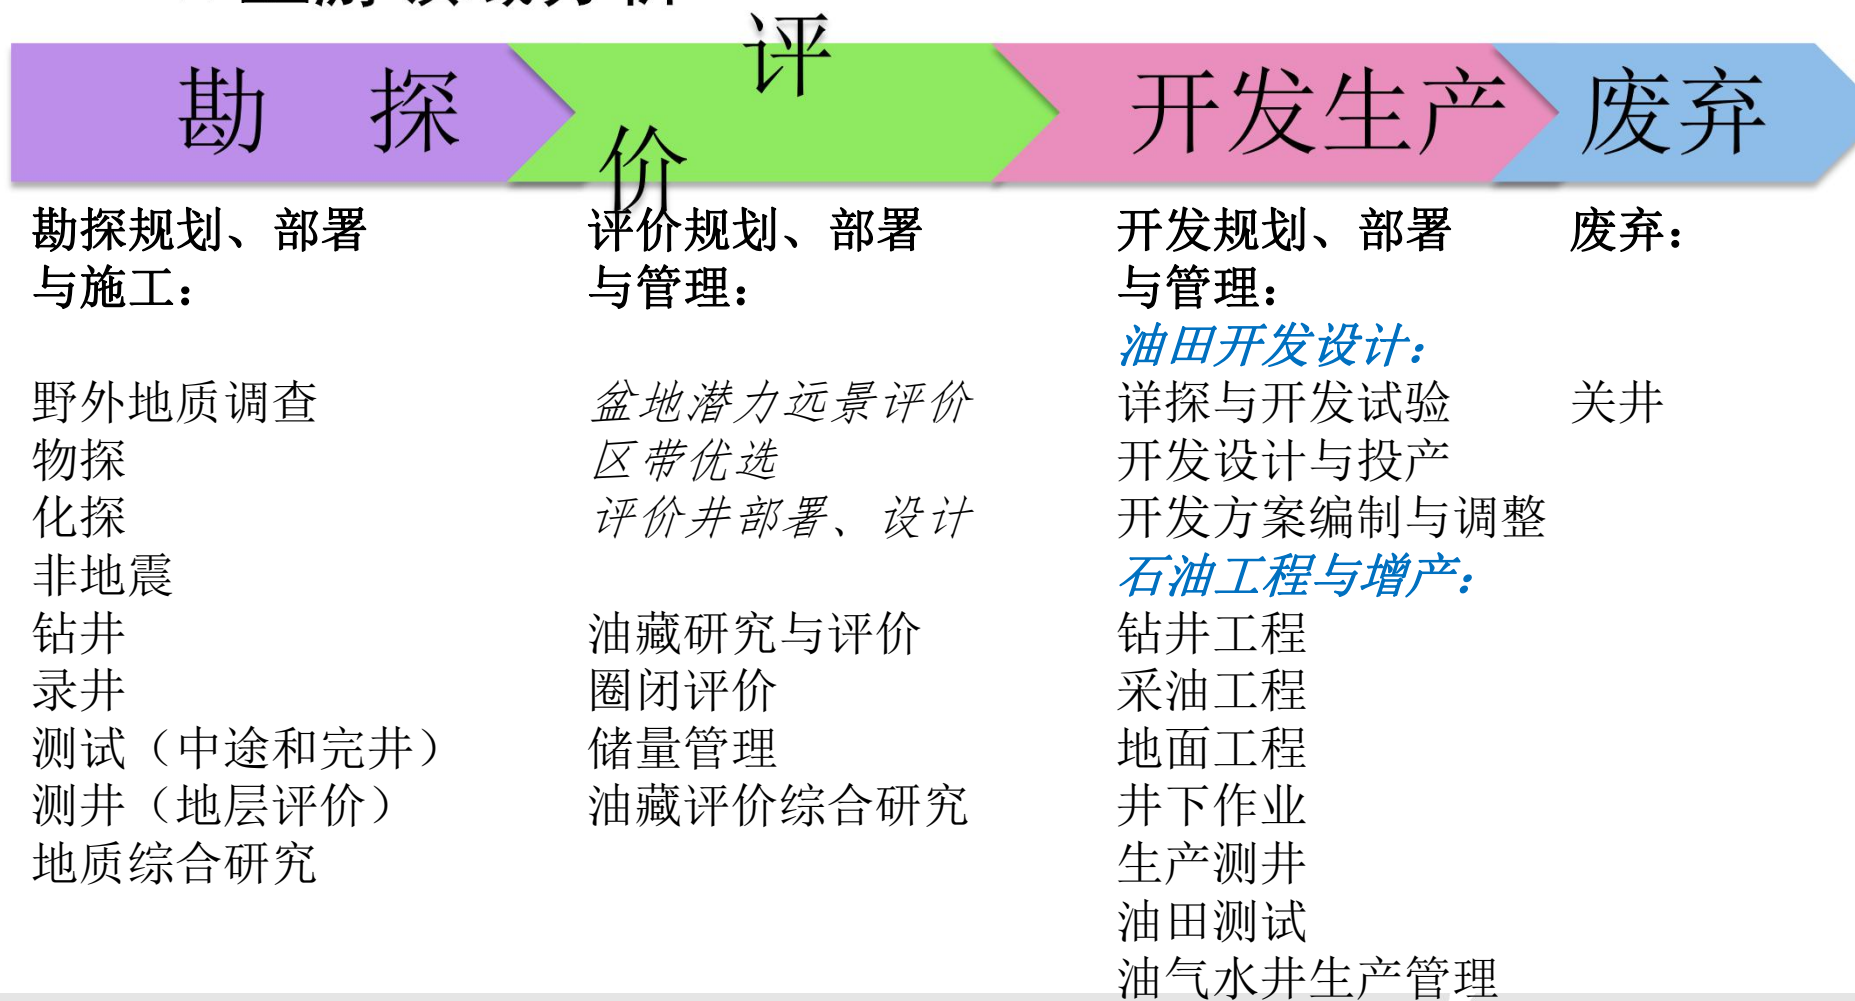 上游领域分析
勘 探
评价
开发生产
废弃
勘探规划、部署
与施工：
野外地质调查
物探
化探
非地震
钻井
录井
测试（中途和完井）
测井（地层评价）
地质综合研究
评价规划、部署
与管理：
盆地潜力远景评价
区带优选
评价井部署、设计
油藏研究与评价
圈闭评价
储量管理
油藏评价综合研究
开发规划、部署
与管理：
油田开发设计：
详探与开发试验
开发设计与投产
开发方案编制与调整
石油工程与增产：
钻井工程
采油工程
地面工程
井下作业
生产测井
油田测试
油气水井生产管理
废弃：
关井